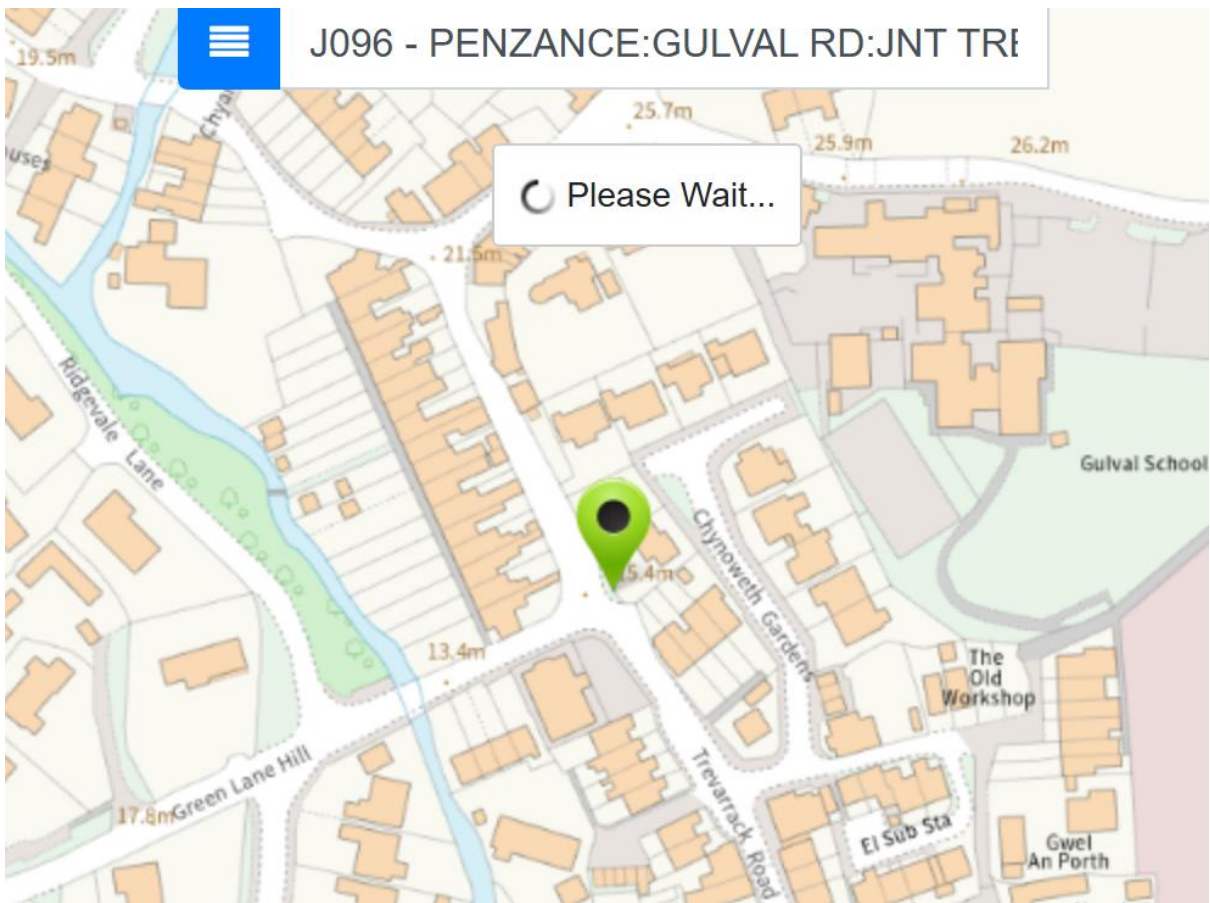 J096 - PENZANCE:GULVAL RD:JNT TRE
19.5m
25.7m
25.9m
26.2m
Please Wait...
21.5m
Ridgevale
Lane
Gulval School
Chynoweth Gardens
15.4m
13.4m
The
Old
Workshop
Green Lane Hill
17.8m
Trevarrack Road
El Sub Sta
Gwel
An Porth